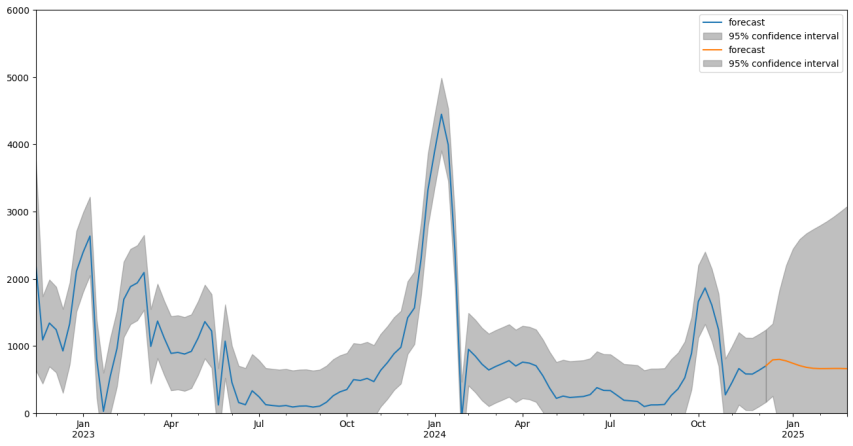 6000
5000
4000
3000
2000
1000
0
forecast
95% confidence interval
forecast
95% confidence interval
Jan Apr Jul Oct Jan Apr Jul Oct Jan
2023 2024 2025